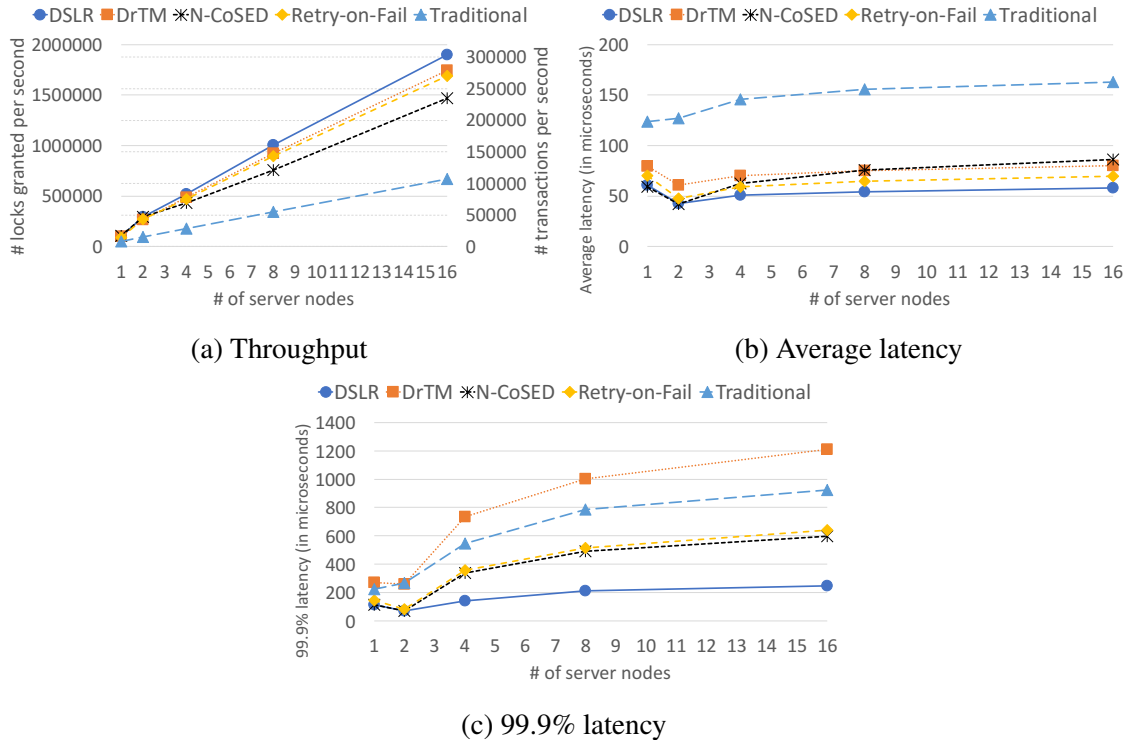 DSLR DrTM N-CoSED Retry-on-Fail Traditional
# locks granted per second
2000000
1500000
1000000
500000
0
300000
250000
200000
150000
100000
50000
0
# transactions per second
1 2 3 4 5 6 7 8 9 10 11 12 13 14 15 16
# of server nodes
(a) Throughput
DSLR DrTM N-CoSED Retry-on-Fail Traditional
Average latency (in microseconds)
200
150
100
50
0
1 2 3 4 5 6 7 8 9 10 11 12 13 14 15 16
# of server nodes
(b) Average latency
DSLR DrTM N-CoSED Retry-on-Fail Traditional
99.9% latency (in microseconds)
1400
1200
1000
800
600
400
200
0
1 2 3 4 5 6 7 8 9 10 11 12 13 14 15 16
# of server nodes
(c) 99.9% latency